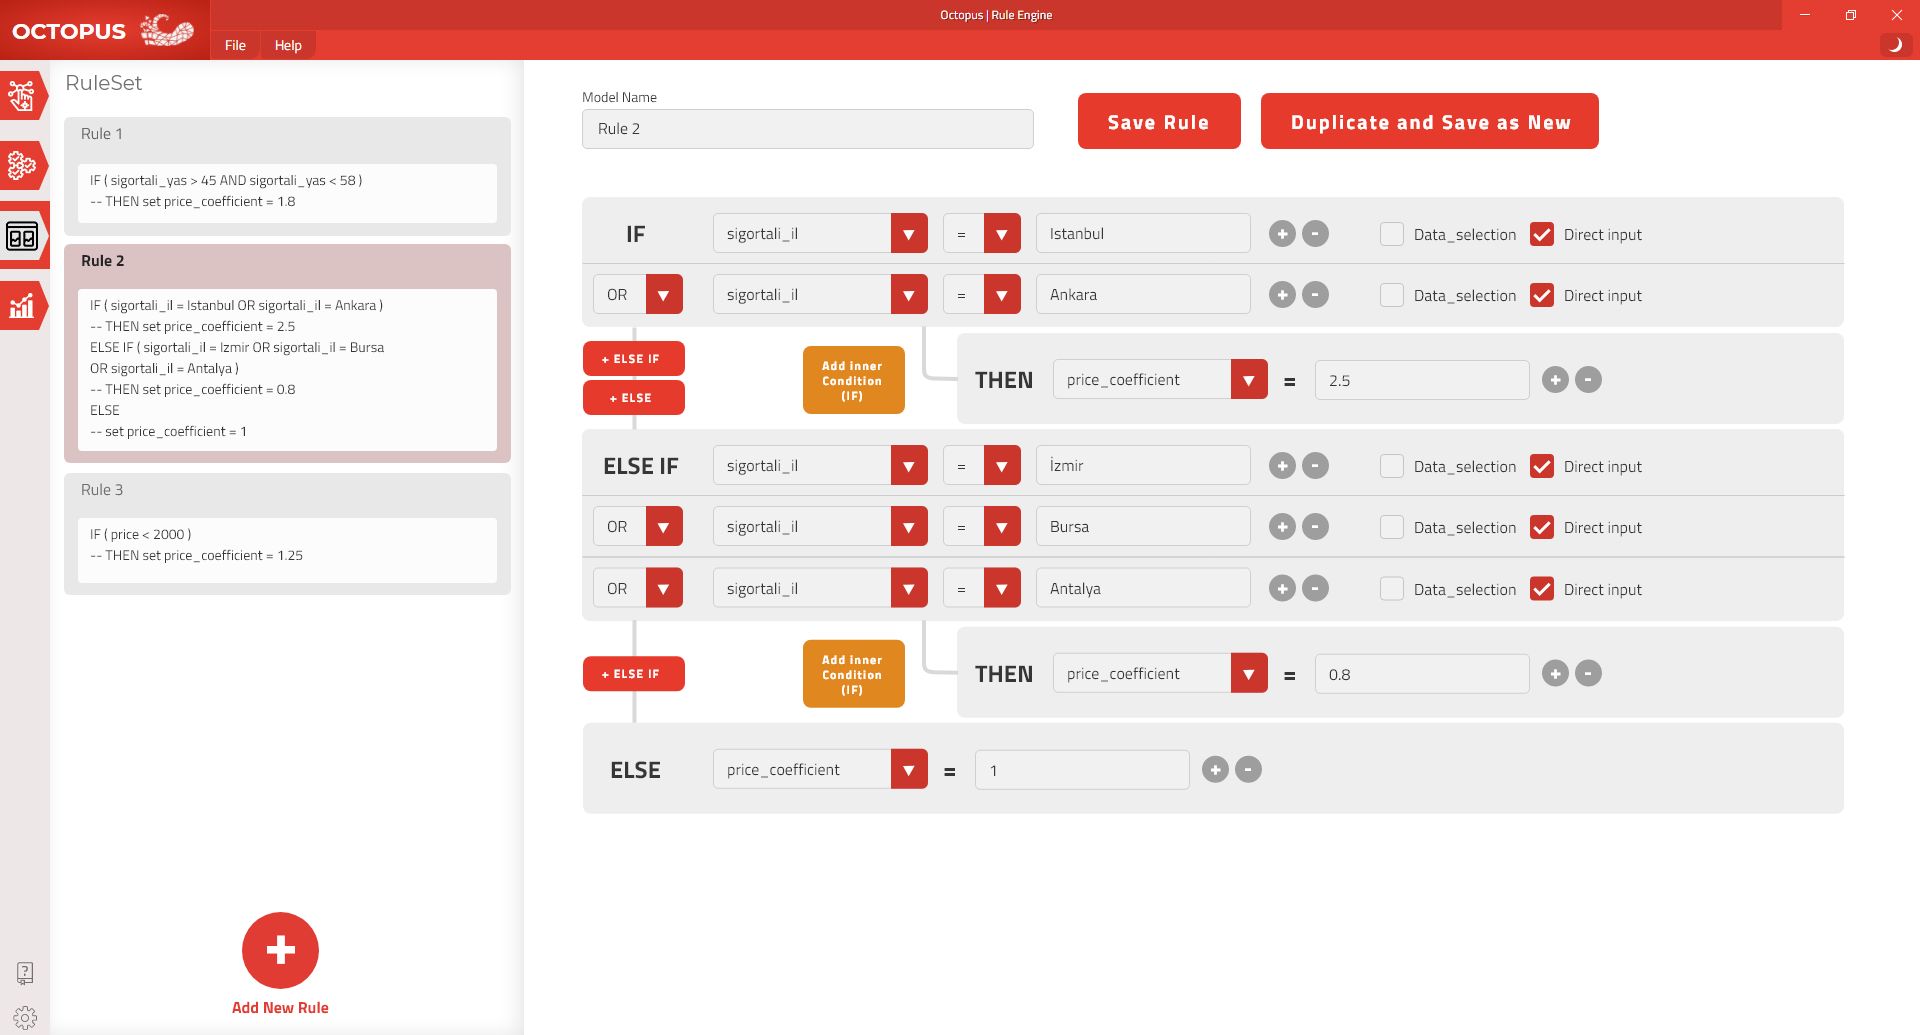 OCTOPUS
Octopus | Rule Engine
File
Help
RuleSet
Rule 1
IF ( sigortali_yas > 45 AND sigortali_yas < 58 )
-- THEN set price_coefficient = 1.8
Rule 2
IF ( sigortali_il = Istanbul OR sigortali_il = Ankara )
-- THEN set price_coefficient = 2.5
ELSE IF ( sigortali_il = Izmir OR sigortali_il = Bursa
OR sigortali_il = Antalya )
-- THEN set price_coefficient = 0.8
ELSE
-- set price_coefficient = 1
Rule 3
IF ( price < 2000 )
-- THEN set price_coefficient = 1.25
Add New Rule
Model Name
Rule 2
Save Rule
Duplicate and Save as New
IF sigortali_il = Istanbul + - Data_selection Direct input
OR sigortali_il = Ankara + - Data_selection Direct input
+ ELSE IF
+ ELSE
Add inner
Condition
(IF)
THEN price_coefficient = 2.5 + -
ELSE IF sigortali_il = İzmir + - Data_selection Direct input
OR sigortali_il = Bursa + - Data_selection Direct input
OR sigortali_il = Antalya + - Data_selection Direct input
+ ELSE IF
Add inner
Condition
(IF)
THEN price_coefficient = 0.8 + -
ELSE price_coefficient = 1 + -